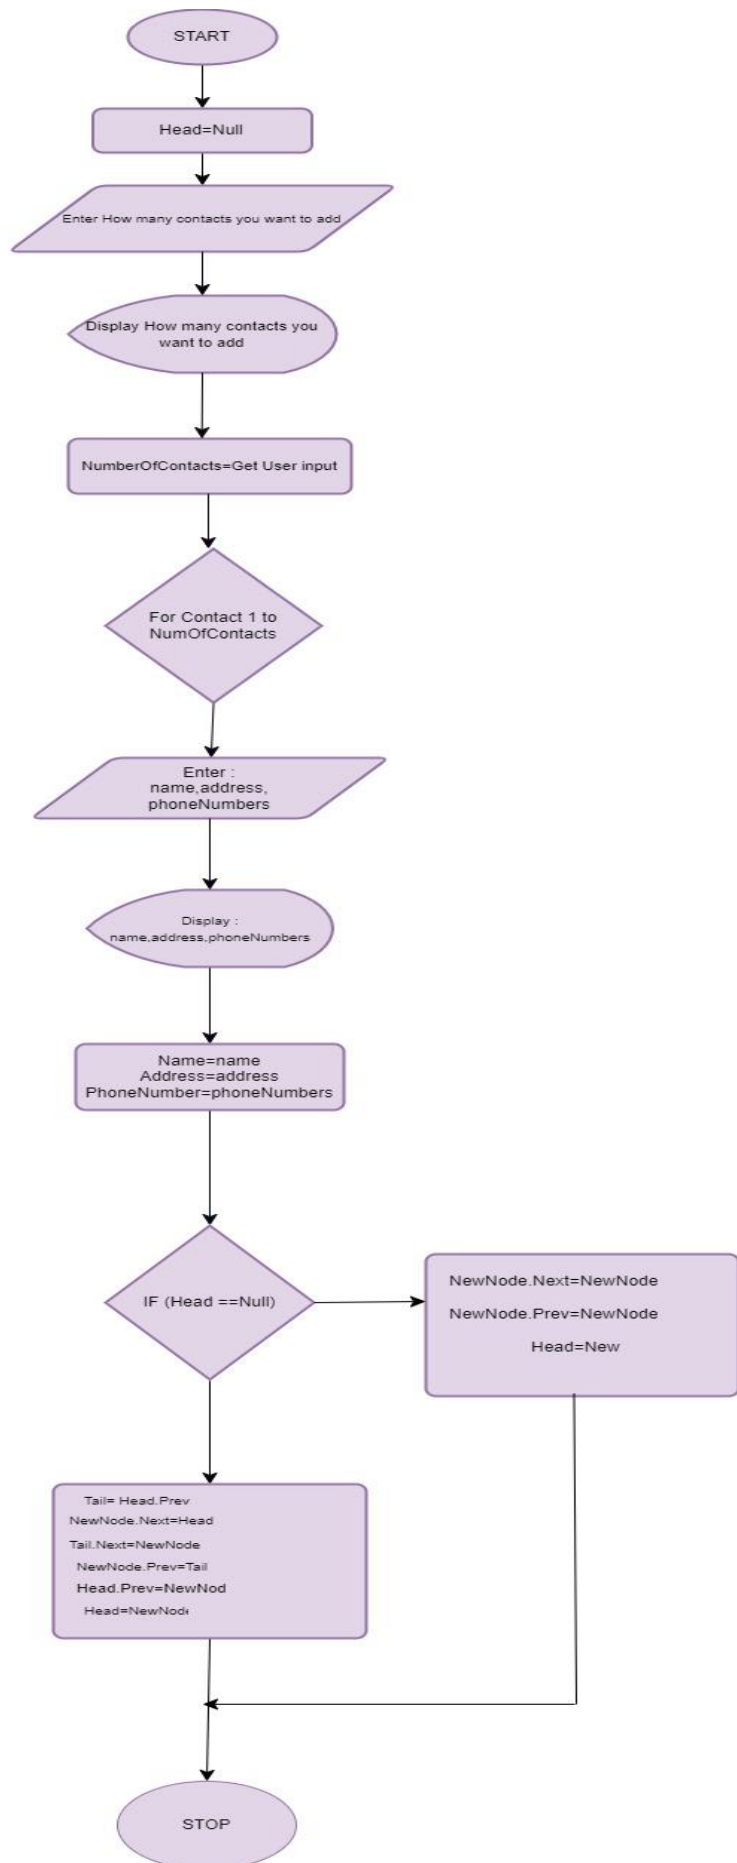 START
Head=Null
Enter How many contacts you want to add
Display How many contacts you
want to add
NumberOfContacts=Get User input
For Contact 1 to
NumOfContacts
Enter :
name,address,
phoneNumbers
Display :
name,address,phoneNumbers
Name=name
Address=address
PhoneNumber=phoneNumbers
IF (Head ==Null)
NewNode.Next=NewNode
NewNode.Prev=NewNode
Head=New
Tail= Head.Prev
NewNode.Next=Head
Tail.Next=NewNode
NewNode.Prev=Tail
Head.Prev=NewNod
Head=NewNode
STOP